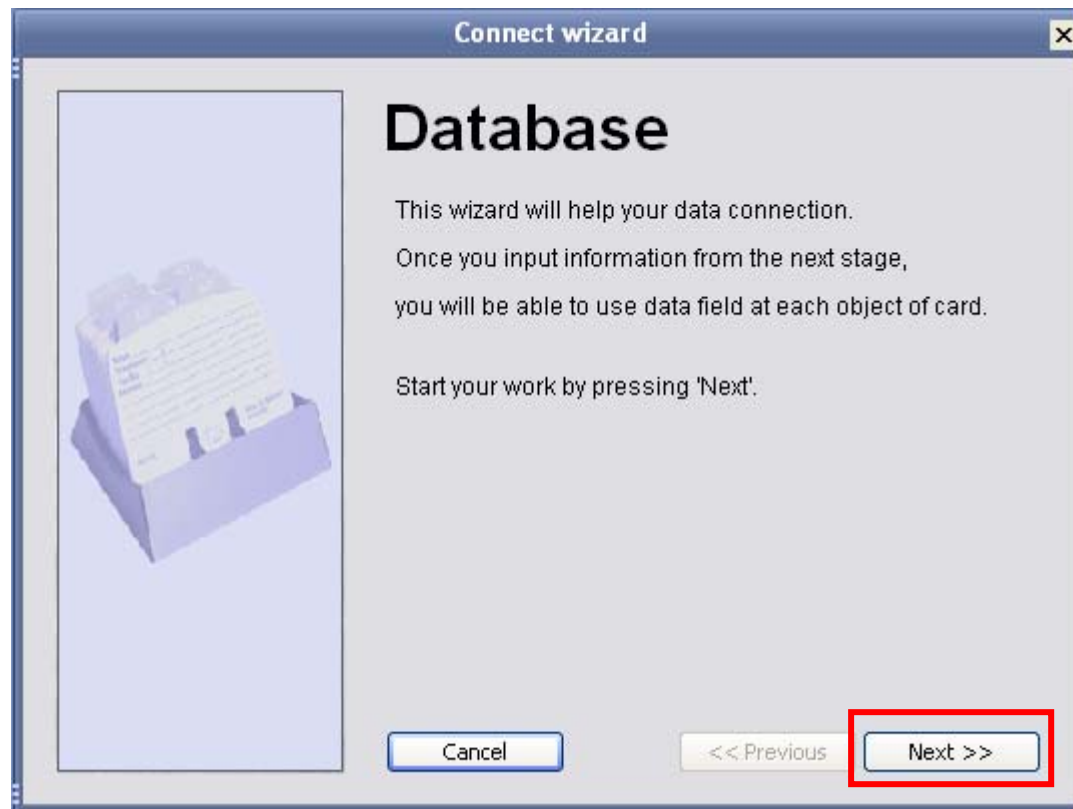 Connect wizard
Database
This wizard will help your data connection.
Once you input information from the next stage,
you will be able to use data field at each object of card.
Start your work by pressing 'Next'.
Cancel
<< Previous
Next >>